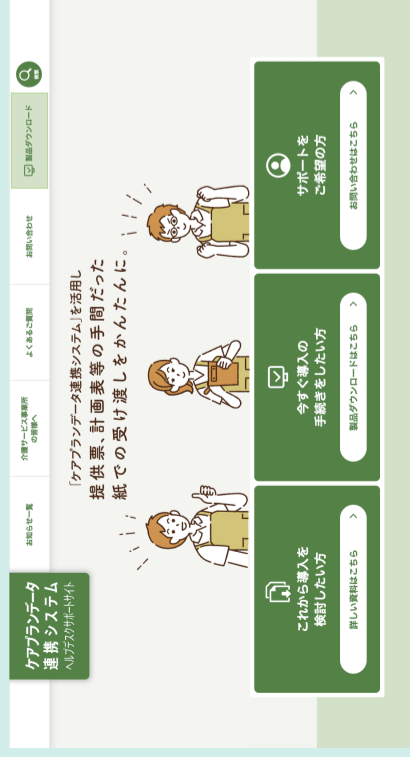 ケアプランデータ
連携システム
ヘルプデスクサポートサイト
お知らせ一覧
介護サービス事業所
の皆様へ
よくあるご質問
お問い合わせ
製品ダウンロード
検索
「ケアプランデータ連携システム」を活用し
提供票、計画表等の手間だった
紙での受け渡しをかんたんに。
これから導入を
検討したい方
詳しい資料はこちら
今すぐ導入の
手続きをしたい方
製品ダウンロードはこちら
サポートを
ご希望の方
お問い合わせはこちら